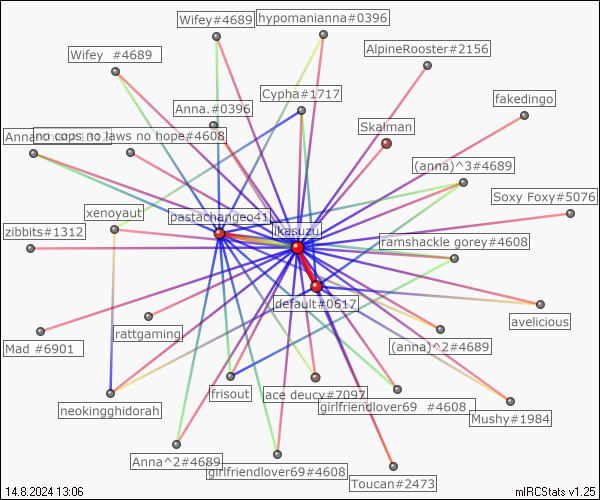 Wifey#4689
hypomanianna#0396
Wifey #4689
AlpineRooster#2156
Cypha#1717
fakedingo
Anna.#0396
Skalman
no cops no laws no hope#4608
(anna)^3#4689
Soxy Foxy#5076
xenoyaut
pastachangeo41
ikasuzu
zibbits#1312
ramshackle gorey#4608
default#0617
avelicious
rattgaming
Mad #6901
(anna)^2#4689
frisout
ace deucy#7097
girlfriendlover69 #4608
neokingghidorah
Mushy#1984
Anna^2#4689
girlfriendlover69#4608
Toucan#2473
14.8.2024 13:06
mIRCStats v1.25